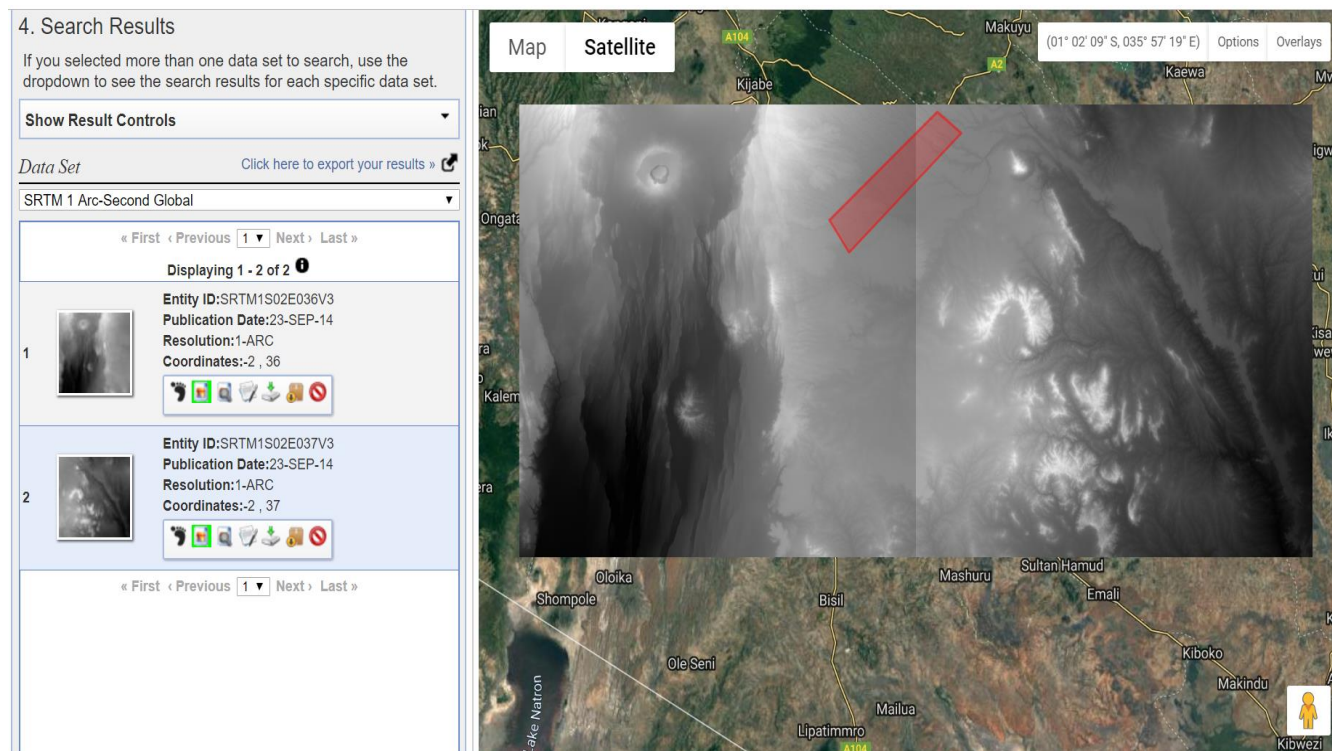 4. Search Results
If you selected more than one data set to search, use the
dropdown to see the search results for each specific data set.
Show Result Controls
Data Set
Click here to export your results »
SRTM 1 Arc-Second Global
« First ‹ Previous 1 Next › Last »
Displaying 1 - 2 of 2
1
Entity ID:SRTM1S02E036V3
Publication Date:23-SEP-14
Resolution:1-ARC
Coordinates:-2 , 36
2
Entity ID:SRTM1S02E037V3
Publication Date:23-SEP-14
Resolution:1-ARC
Coordinates:-2 , 37
« First ‹ Previous 1 Next › Last »
Map
Satellite
A104
Makuyu
A2
(01° 02' 09" S, 035° 57' 19" E)
Options
Overlays
Kijabe
Kaewa
Oloika
Shompole
Bisil
Mashuru
Sultan Hamud
Emali
Ole Seni
Kiboko
Makindu
Mailua
Lipatimmro
A104
Kibwezi